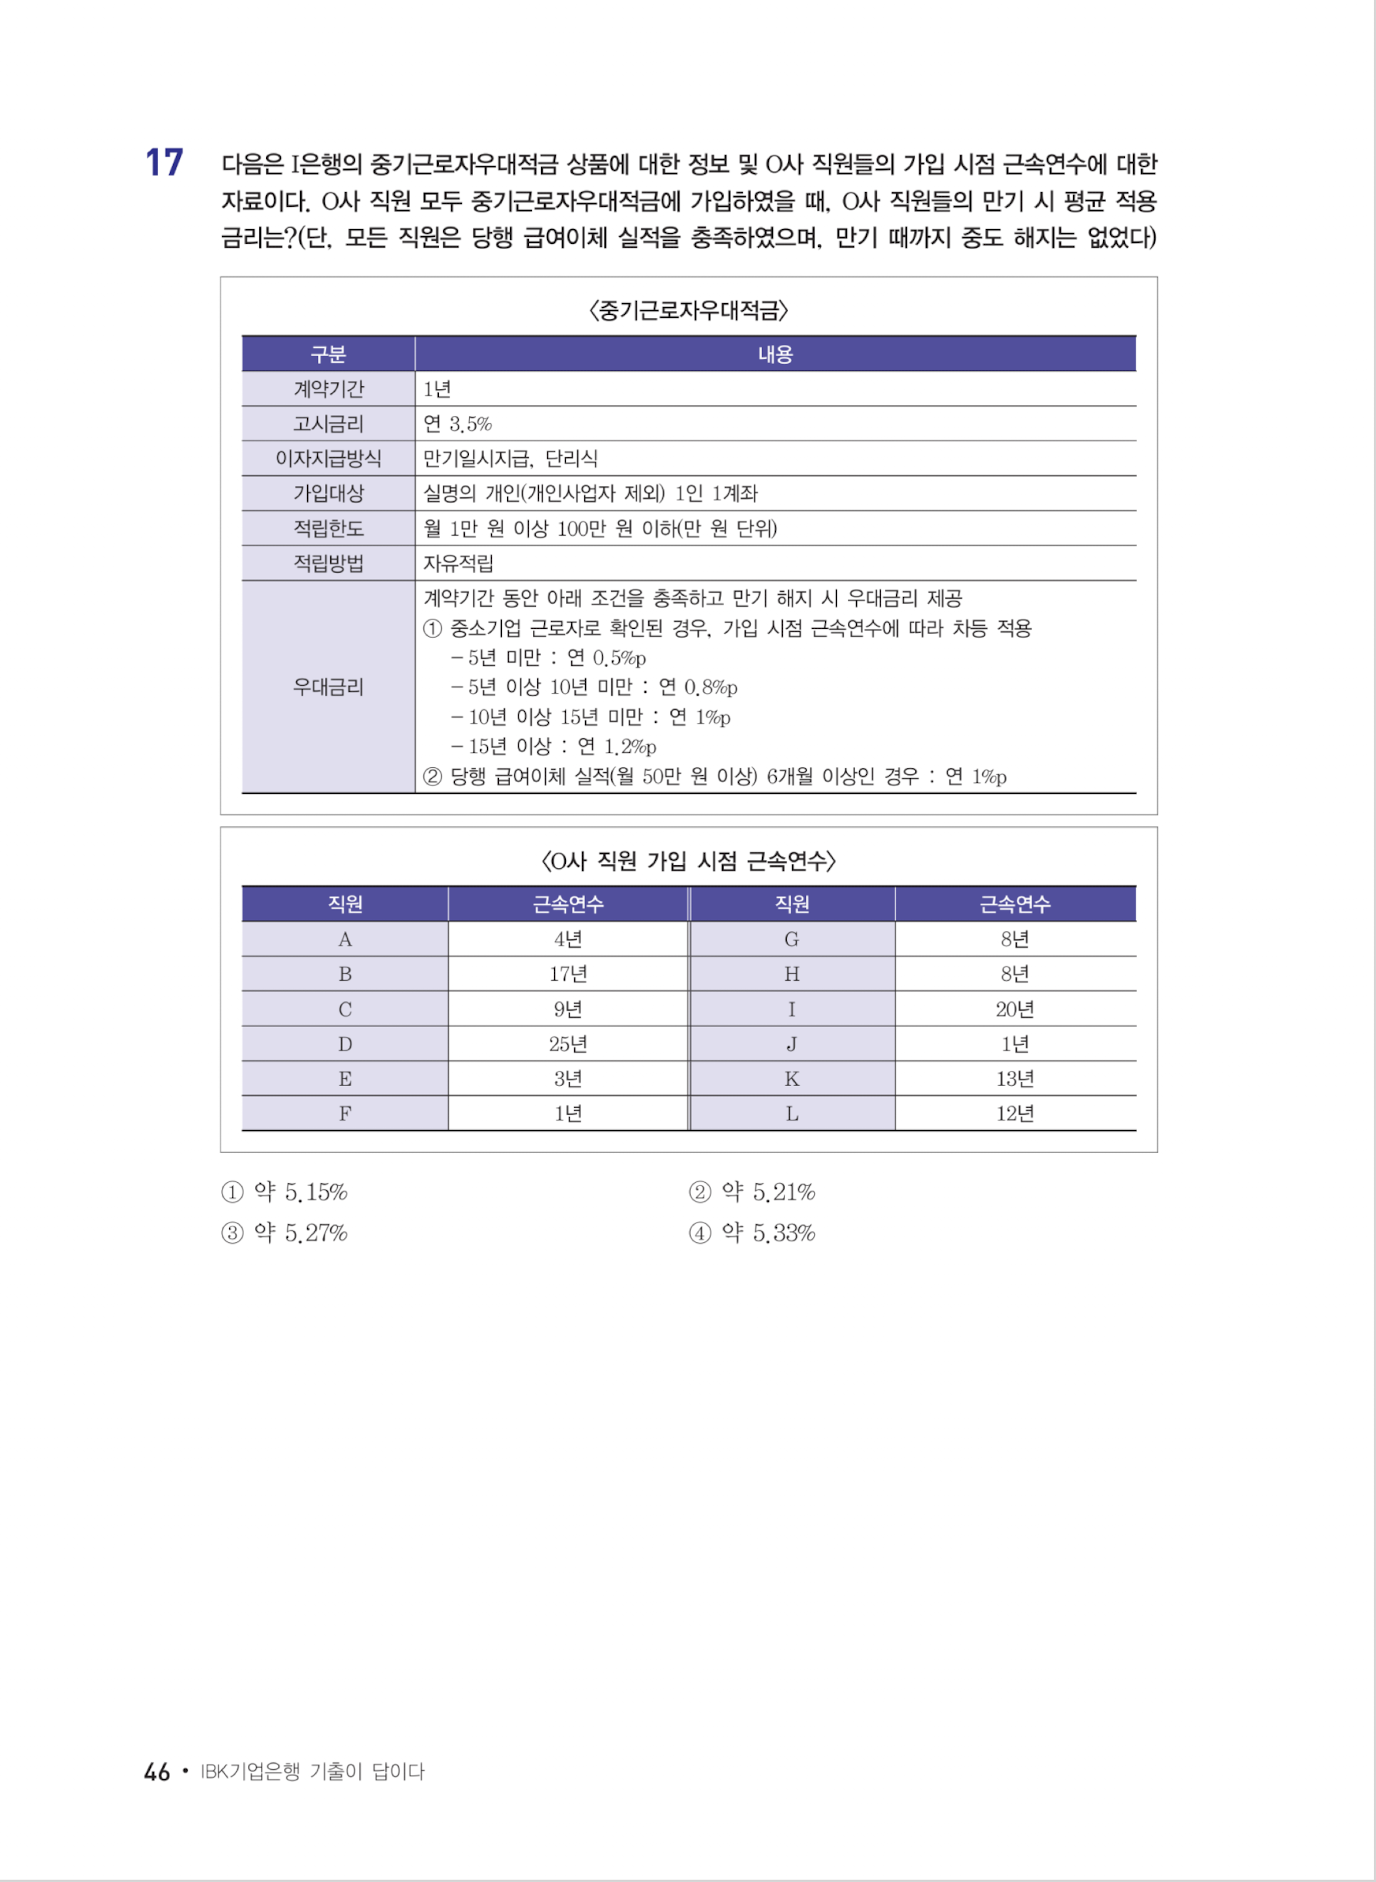 17
다음은 I은행의 중기근로자우대적금 상품에 대한 정보 및 O사 직원들의 가입 시점 근속연수에 대한
자료이다. O사 직원 모두 중기근로자우대적금에 가입하였을 때, O사 직원들의 만기 시 평균 적용
금리는?(단, 모든 직원은 당행 급여이체 실적을 충족하였으며, 만기 때까지 중도 해지는 없었다)
〈중기근로자우대적금〉
구분 내용
계약기간 1년
고시금리 연 3.5%
이자지급방식 만기일시지급, 단리식
가입대상 실명의 개인(개인사업자 제외) 1인 1계좌
적립한도 월 1만 원 이상 100만 원 이하(만 원 단위)
적립방법 자유적립
우대금리
계약기간 동안 아래 조건을 충족하고 만기 해지 시 우대금리 제공
① 중소기업 근로자로 확인된 경우, 가입 시점 근속연수에 따라 차등 적용
– 5년 미만 : 연 0.5%p
– 5년 이상 10년 미만 : 연 0.8%p
– 10년 이상 15년 미만 : 연 1%p
– 15년 이상 : 연 1.2%p
② 당행 급여이체 실적(월 50만 원 이상) 6개월 이상인 경우 : 연 1%p
〈O사 직원 가입 시점 근속연수〉
직원 근속연수 직원 근속연수
A 4년 G 8년
B 17년 H 8년
C 9년 I 20년
D 25년 J 1년
E 3년 K 13년
F 1년 L 12년
① 약 5.15% ② 약 5.21%
③ 약 5.27% ④ 약 5.33%
46 • IBK기업은행 기출이 답이다